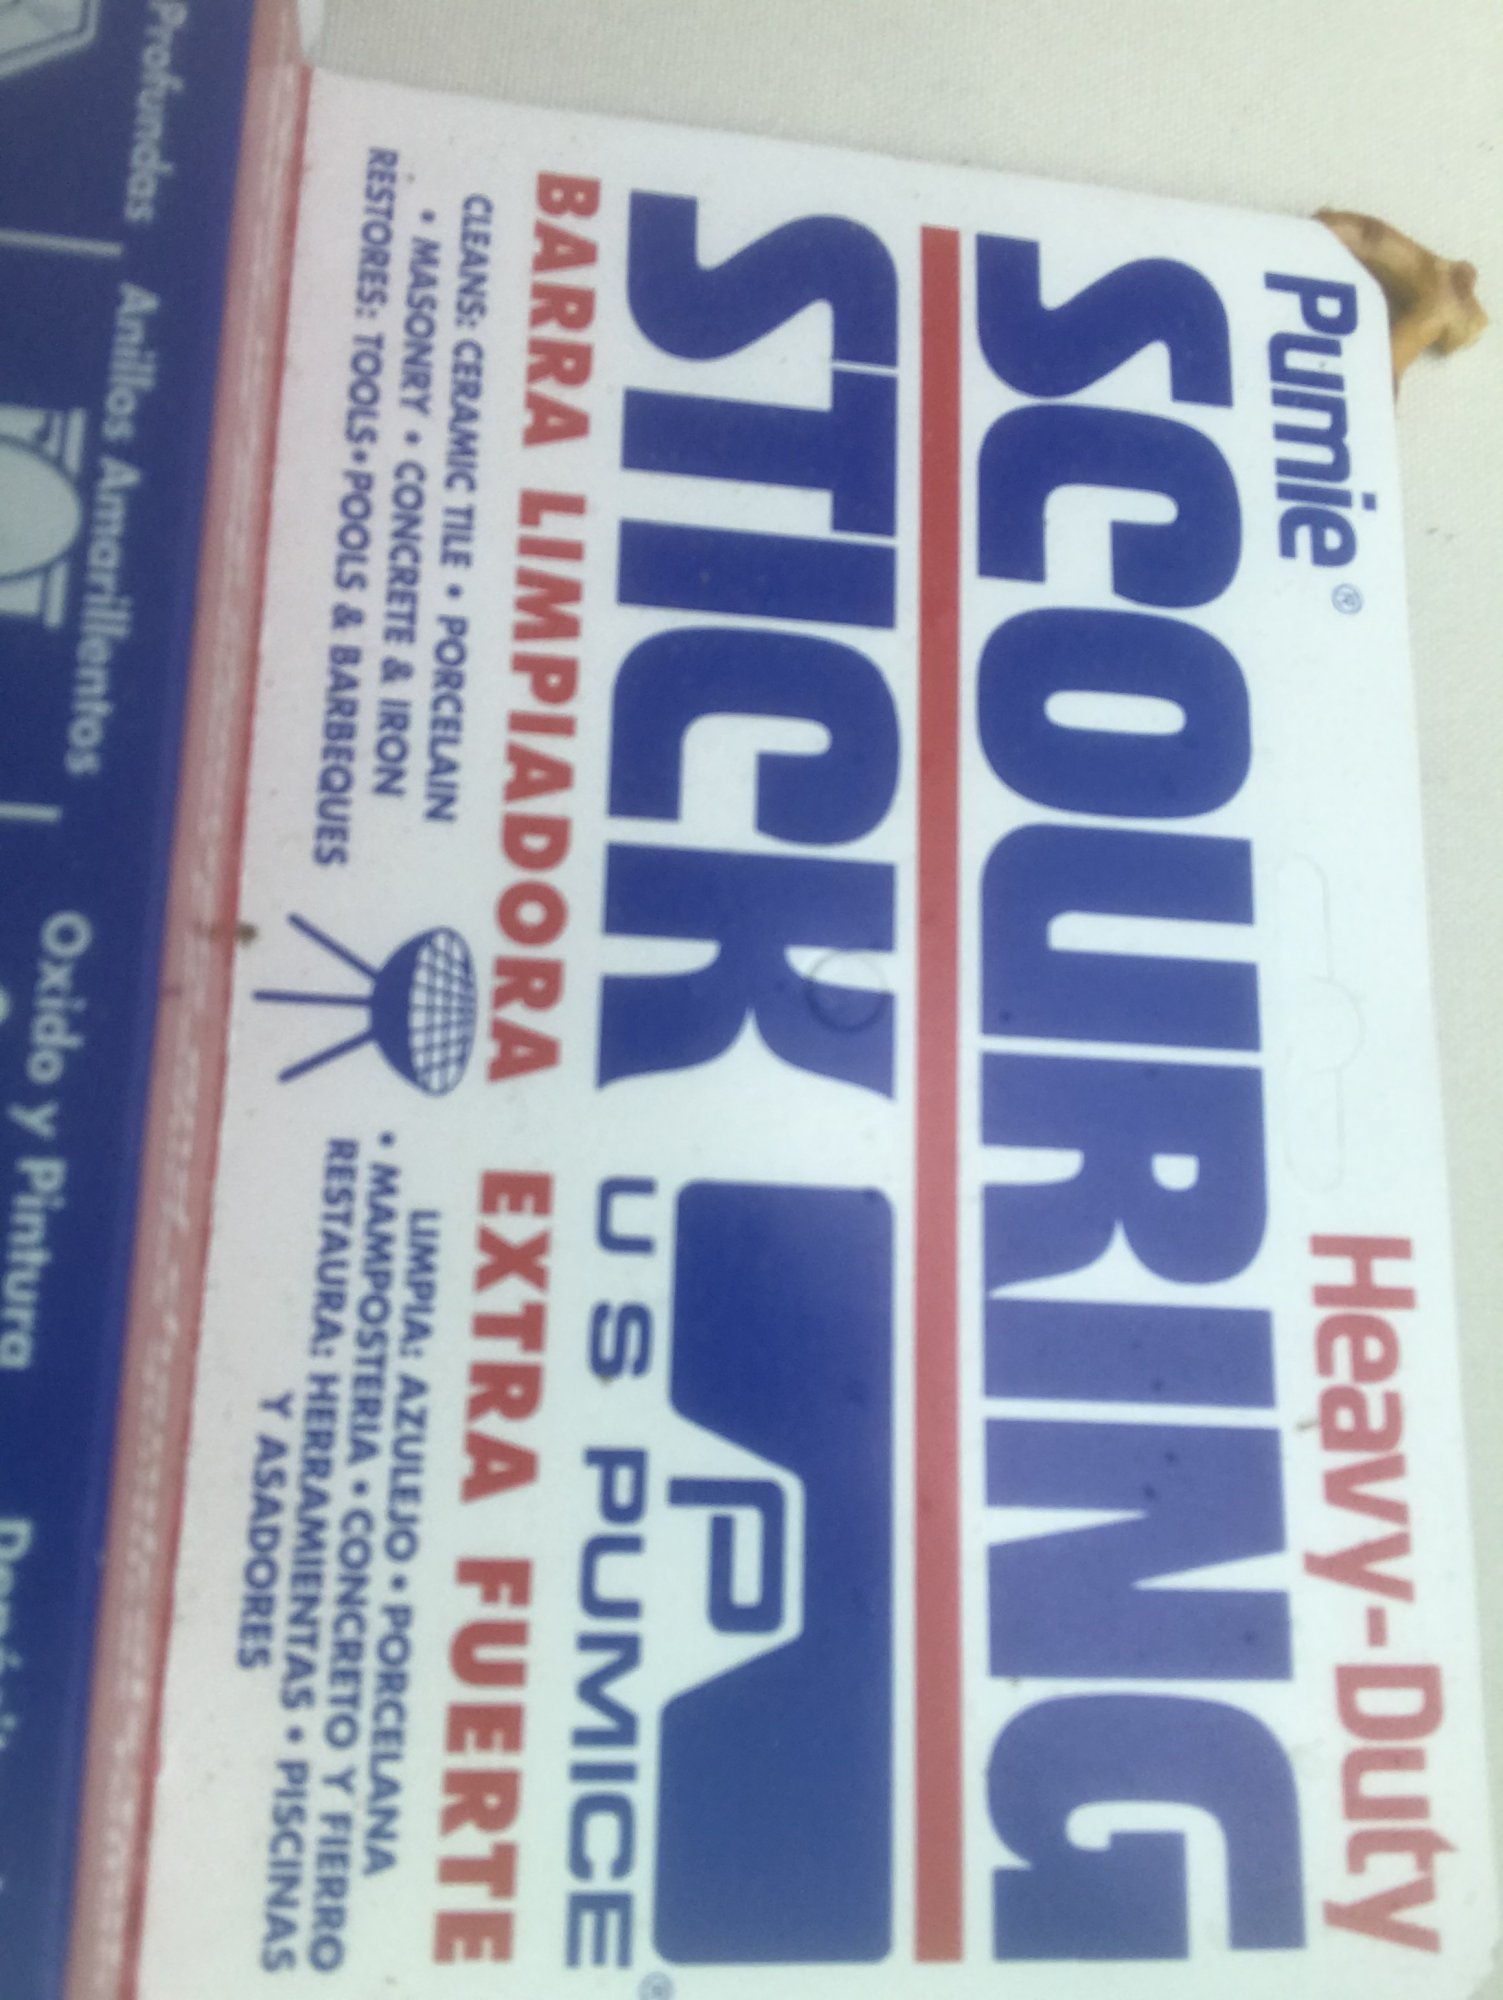 Pumie® Heavy-Duty
SCOURING
STICK
US PUMICE®
BARRA LIMPIADORA EXTRA FUERTE
CLEANS: CERAMIC TILE • PORCELAIN
• MASONRY • CONCRETE & IRON
RESTORES: TOOLS • POOLS & BARBEQUES
LIMPIA: AZULEJO • PORCELANA
• MAMPOSTERIA • CONCRETO Y FIERRO
RESTAURA: HERRAMIENTAS • PISCINAS
Y ASADORES
Profundas
Anillos Amarillentos
Oxido y Pintura